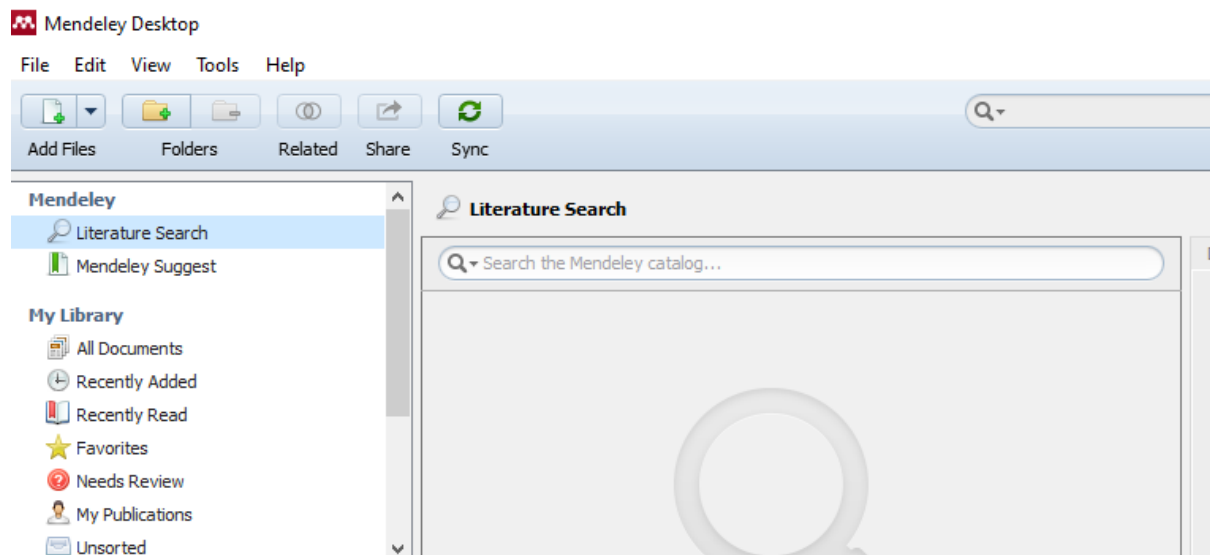 Mendeley Desktop
File Edit View Tools Help
Add Files Folders Related Share Sync
Mendeley
Literature Search
Mendeley Suggest
My Library
All Documents
Recently Added
Recently Read
Favorites
Needs Review
My Publications
Unsorted
Literature Search
Search the Mendeley catalog...